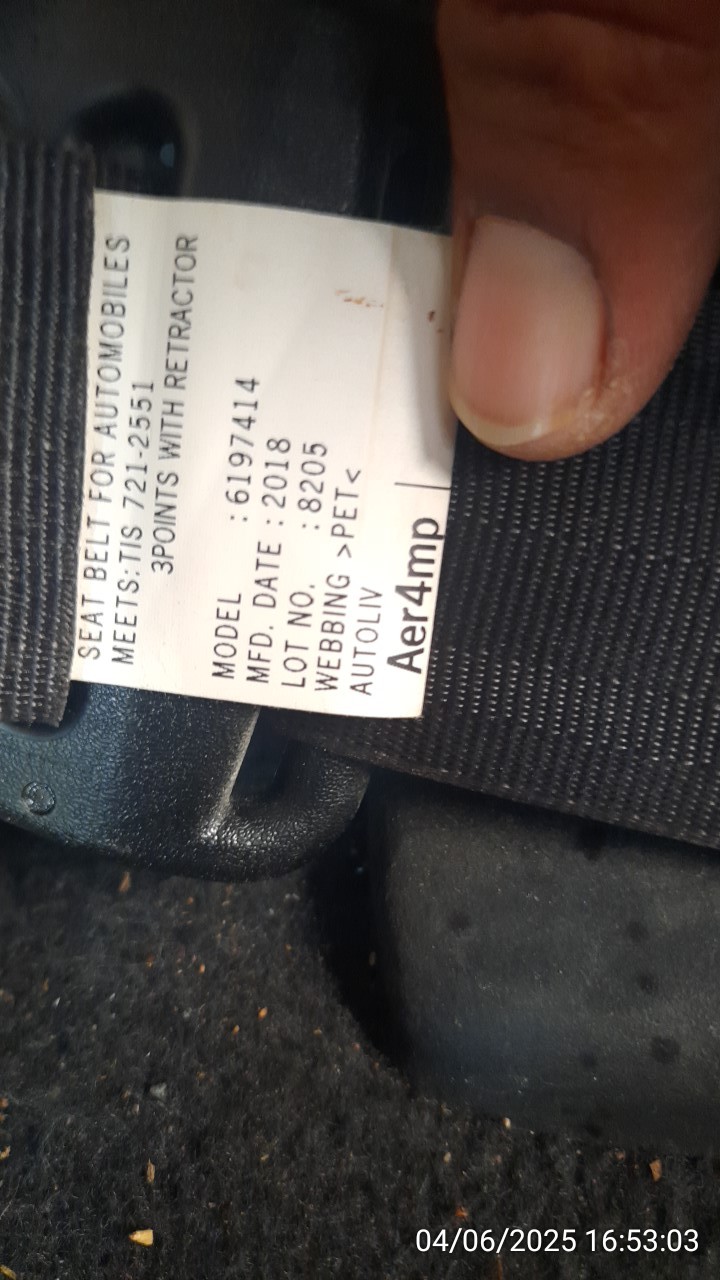 SEAT BELT FOR AUTOMOBILES
MEETS:TIS 721-2551
3POINTS WITH RETRACTOR
MODEL : 6197414
MFD. DATE : 2018
LOT NO. : 8205
WEBBING >PET<
AUTOLIV
Aer4mp
04/06/2025 16:53:03